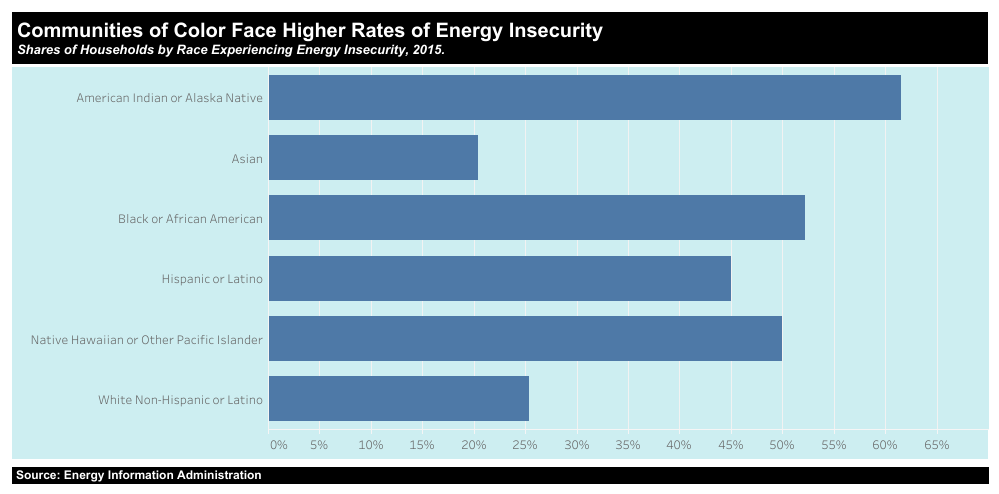 Communities of Color Face Higher Rates of Energy Insecurity
Shares of Households by Race Experiencing Energy Insecurity, 2015.
American Indian or Alaska Native
Asian
Black or African American
Hispanic or Latino
Native Hawaiian or Other Pacific Islander
White Non-Hispanic or Latino
0% 5% 10% 15% 20% 25% 30% 35% 40% 45% 50% 55% 60% 65%
Source: Energy Information Administration